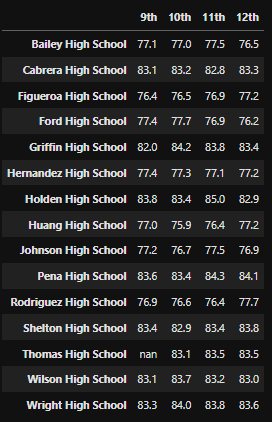 9th 10th 11th 12th
Bailey High School 77.1 77.0 77.5 76.5
Cabrera High School 83.1 83.2 82.8 83.3
Figueroa High School 76.4 76.5 76.9 77.2
Ford High School 77.4 77.7 76.9 76.2
Griffin High School 82.0 84.2 83.8 83.4
Hernandez High School 77.4 77.3 77.1 77.2
Holden High School 83.8 83.4 85.0 82.9
Huang High School 77.0 75.9 76.4 77.2
Johnson High School 77.2 76.7 77.5 76.9
Pena High School 83.6 83.4 84.3 84.1
Rodriguez High School 76.9 76.6 76.4 77.7
Shelton High School 83.4 82.9 83.4 83.8
Thomas High School nan 83.1 83.5 83.5
Wilson High School 83.1 83.7 83.2 83.0
Wright High School 83.3 84.0 83.8 83.6